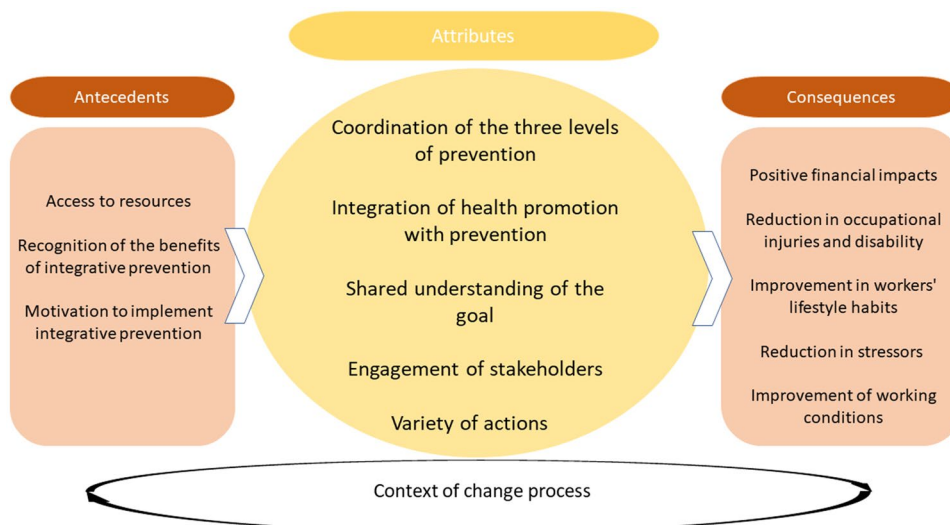 Attributes
Antecedents
Access to resources
Recognition of the benefits
of integrative prevention
Motivation to implement
integrative prevention
Coordination of the three levels
of prevention
Integration of health promotion
with prevention
Shared understanding of the
goal
Engagement of stakeholders
Variety of actions
Consequences
Positive financial impacts
Reduction in occupational
injuries and disability
Improvement in workers'
lifestyle habits
Reduction in stressors
Improvement of working
conditions
Context of change process